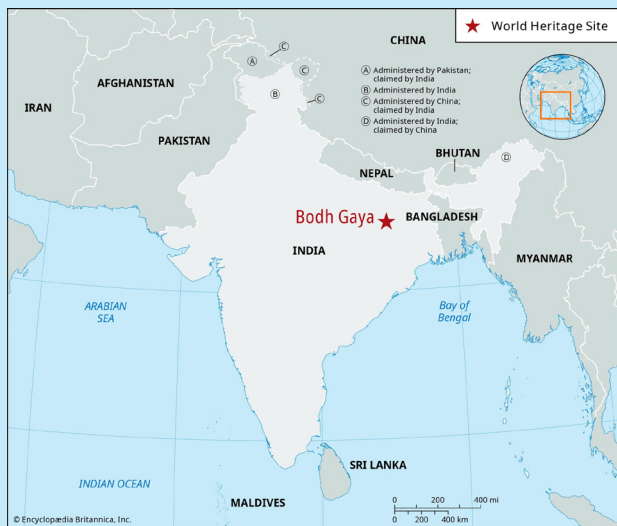 ★ World Heritage Site
CHINA
Ⓒ
Ⓐ
Ⓒ
Ⓐ Administered by Pakistan;
claimed by India
Ⓑ Administered by India
Ⓒ Administered by China;
claimed by India
Ⓓ Administered by India;
claimed by China
AFGHANISTAN
Ⓑ
Ⓒ
IRAN
PAKISTAN
BHUTAN
Ⓓ
NEPAL
Bodh Gaya ★
BANGLADESH
INDIA
MYANMAR
ARABIAN
SEA
Bay of
Bengal
SRI LANKA
INDIAN OCEAN
MALDIVES
0 200 400 mi
0 200 400 km
© Encyclopædia Britannica, Inc.